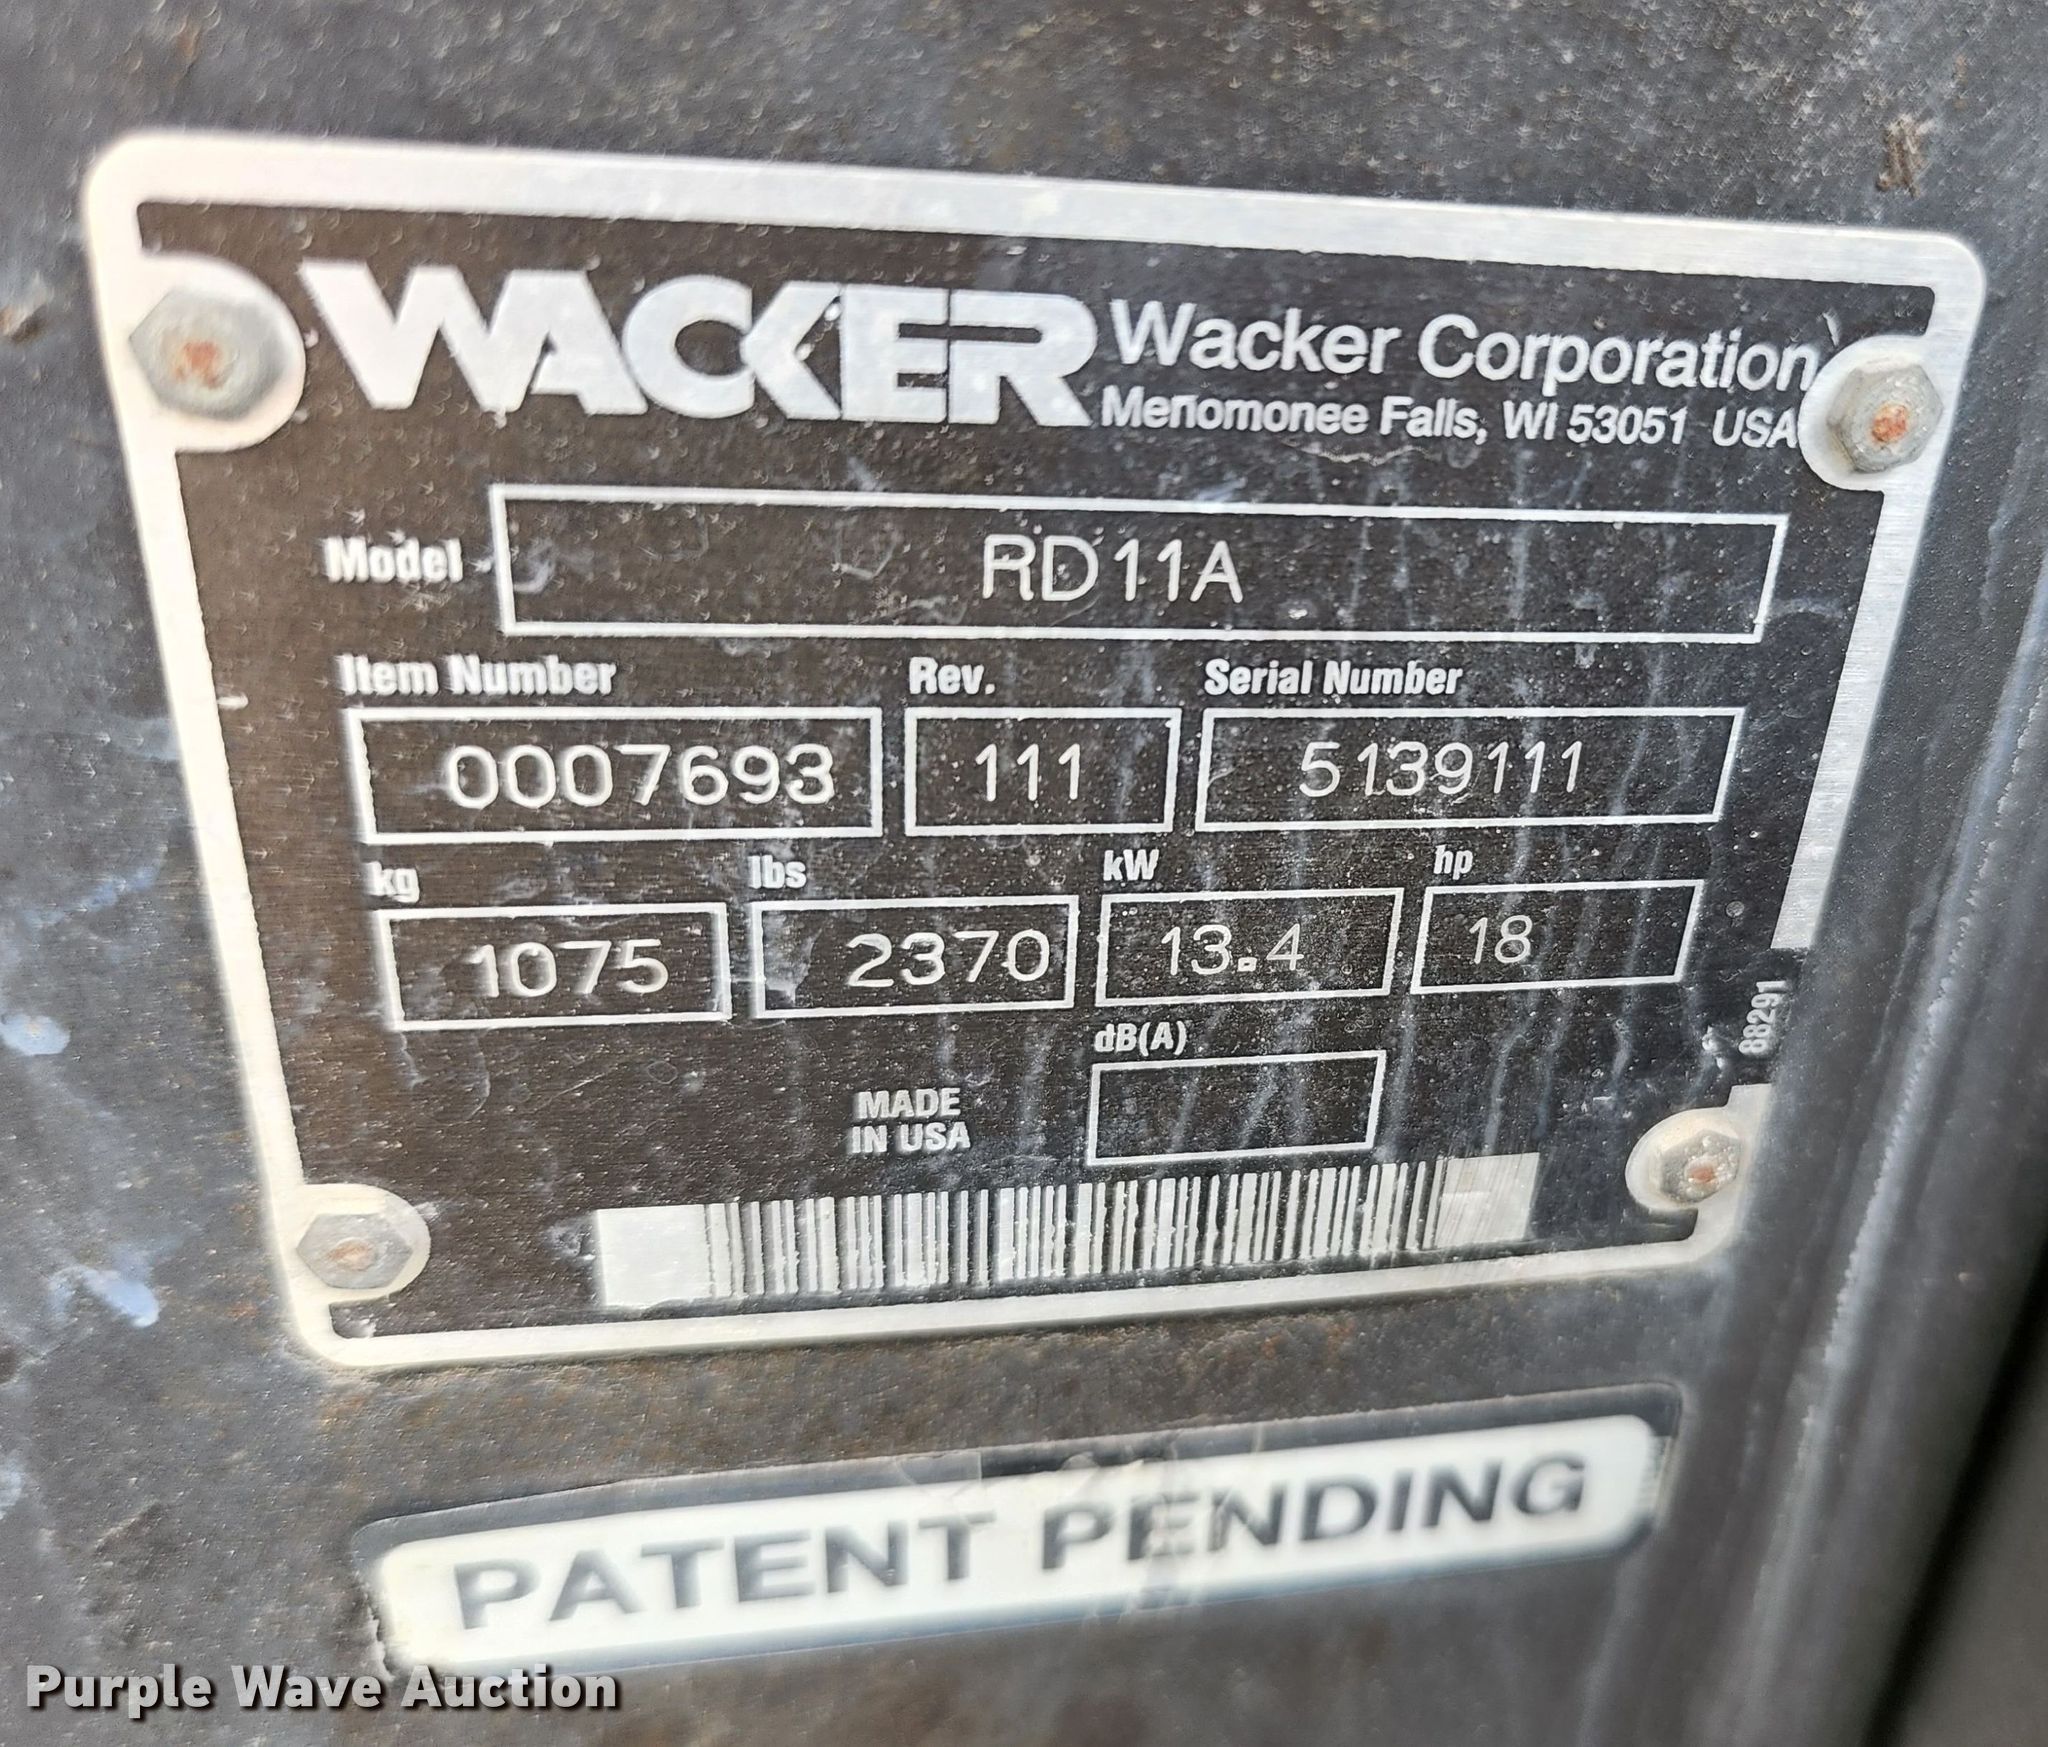 WACKER Wacker Corporation
Menomonee Falls, WI 53051 USA
Model RD11A
Item Number Rev. Serial Number
0007693 111 5139111
kg lbs kW hp
1075 2370 13.4 18
dB(A)
88291
MADE
IN USA
PATENT PENDING
Purple Wave Auction